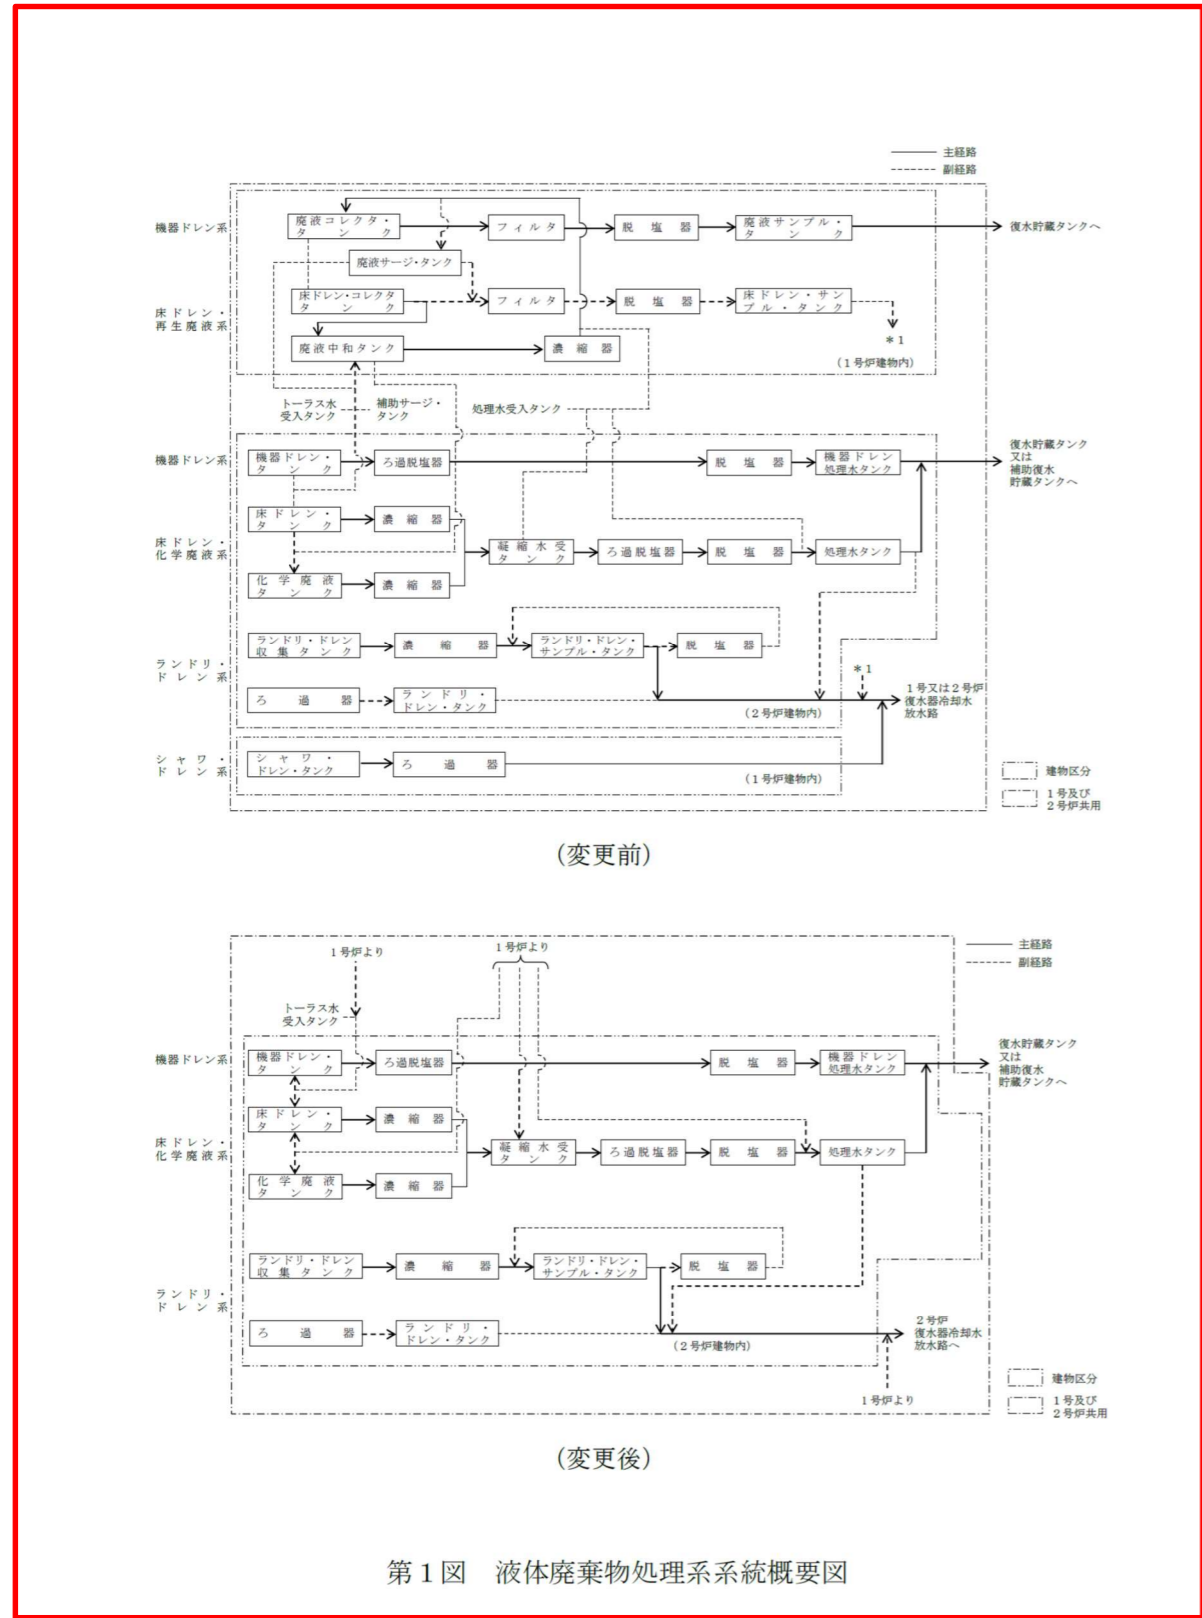 主経路
副経路
機器ドレン系
廃液コレクタ・
タンク
フィルタ
脱塩器
廃液サンプル・
タンク
復水貯蔵タンクへ
廃液サージ・タンク
床ドレン・
再生廃液系
床ドレン・コレクタ
タンク
フィルタ
脱塩器
床ドレン・サン
プル・タンク
*1
廃液中和タンク
濃縮器
(1号炉建物内)
トーラス水
受入タンク
補助サージ・
タンク
処理水受入タンク
機器ドレン系
機器ドレン・
タンク
ろ過脱塩器
脱塩器
機器ドレン
処理水タンク
復水貯蔵タンク
又は
補助復水
貯蔵タンクへ
床ドレン・
化学廃液系
床ドレン・
タンク
濃縮器
凝縮水受
タンク
ろ過脱塩器
脱塩器
処理水タンク
化学廃液
タンク
濃縮器
ランドリ・
ドレン系
ランドリ・ドレン
収集タンク
濃縮器
ランドリ・ドレン・
サンプル・タンク
脱塩器
ろ過器
ランドリ・
ドレン・タンク
*1
(2号炉建物内)
1号又は2号炉
復水器冷却水
放水路
シャワ・
ドレン系
シャワ・
ドレン・タンク
ろ過器
(1号炉建物内)
建物区分
1号及び
2号炉共用
(変更前)
1号炉より
1号炉より
主経路
副経路
トーラス水
受入タンク
機器ドレン系
機器ドレン・
タンク
ろ過脱塩器
脱塩器
機器ドレン
処理水タンク
復水貯蔵タンク
又は
補助復水
貯蔵タンクへ
床ドレン・
化学廃液系
床ドレン・
タンク
濃縮器
凝縮水受
タンク
ろ過脱塩器
脱塩器
処理水タンク
化学廃液
タンク
濃縮器
ランドリ・
ドレン系
ランドリ・ドレン
収集タンク
濃縮器
ランドリ・ドレン・
サンプル・タンク
脱塩器
ろ過器
ランドリ・
ドレン・タンク
(2号炉建物内)
2号炉
復水器冷却水
放水路へ
1号炉より
建物区分
1号及び
2号炉共用
(変更後)
第1図 液体廃棄物処理系系統概要図